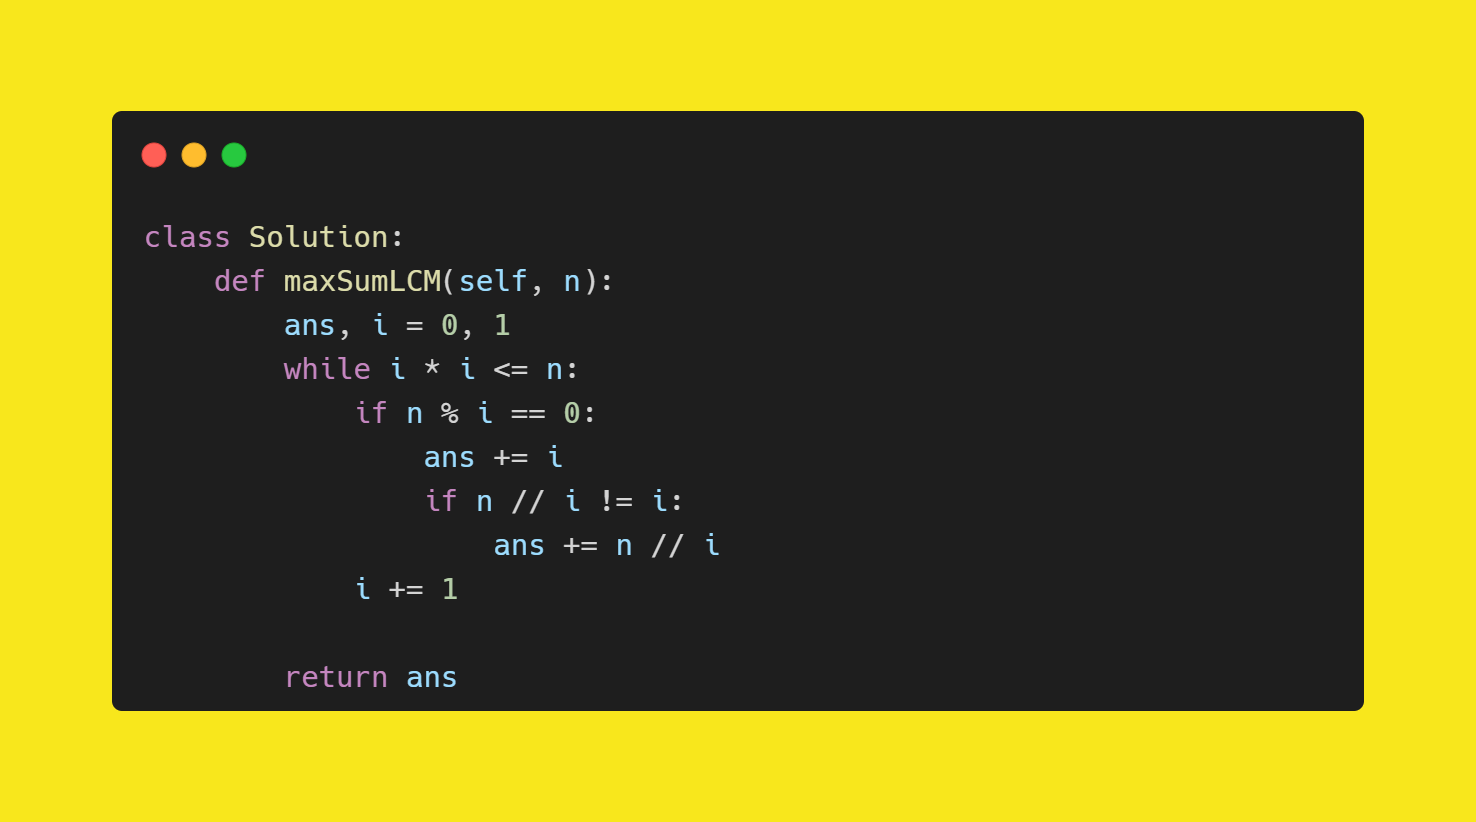 class Solution:
    def maxSumLCM(self, n):
        ans, i = 0, 1
        while i * i <= n:
            if n % i == 0:
                ans += i
                if n // i != i:
                    ans += n // i
            i += 1

        return ans